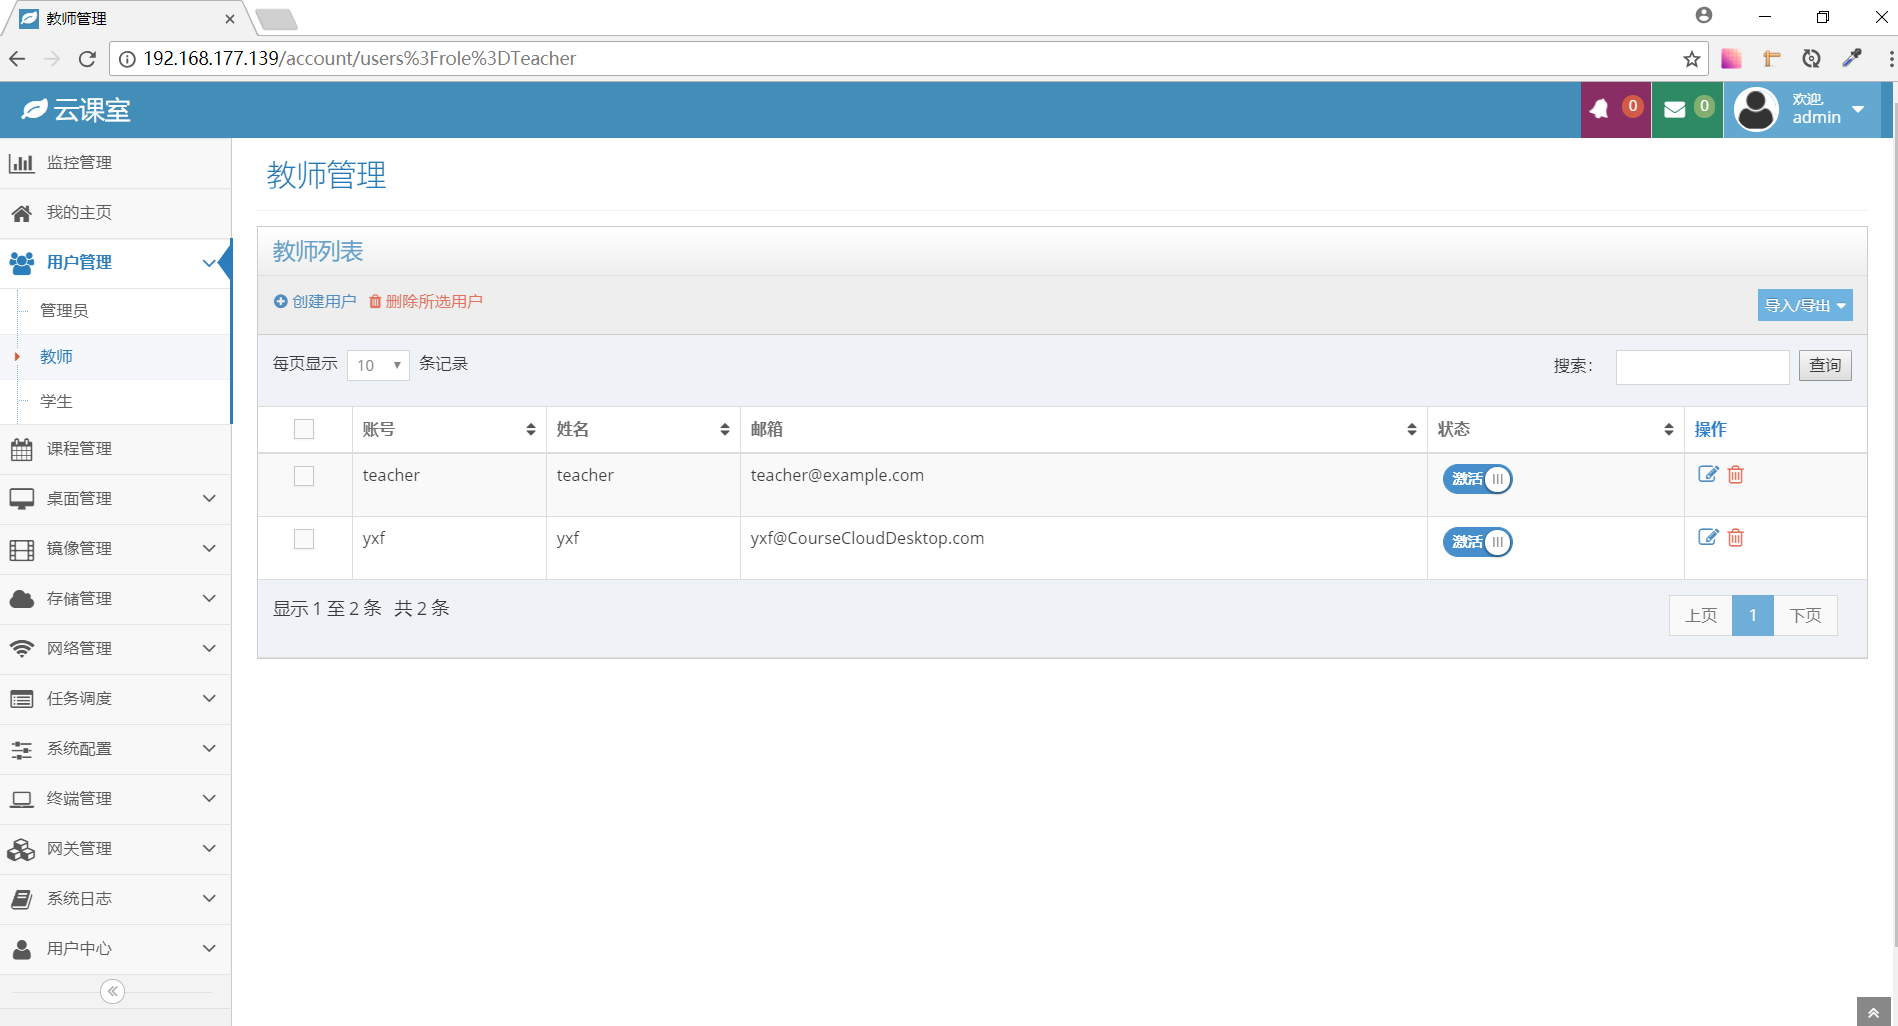 教师管理
192.168.177.139/account/users%3Frole%3DTeacher
云课室
0
0
欢迎,
admin
监控管理
我的主页
用户管理
管理员
教师
学生
课程管理
桌面管理
镜像管理
存储管理
网络管理
任务调度
系统配置
终端管理
网关管理
系统日志
用户中心
教师管理
教师列表
创建用户 删除所选用户
导入/导出
每页显示 10 条记录
搜索: 查询
账号 姓名 邮箱 状态 操作
teacher teacher teacher@example.com 激活
yxf yxf yxf@CourseCloudDesktop.com 激活
显示 1 至 2 条 共 2 条
上页 1 下页